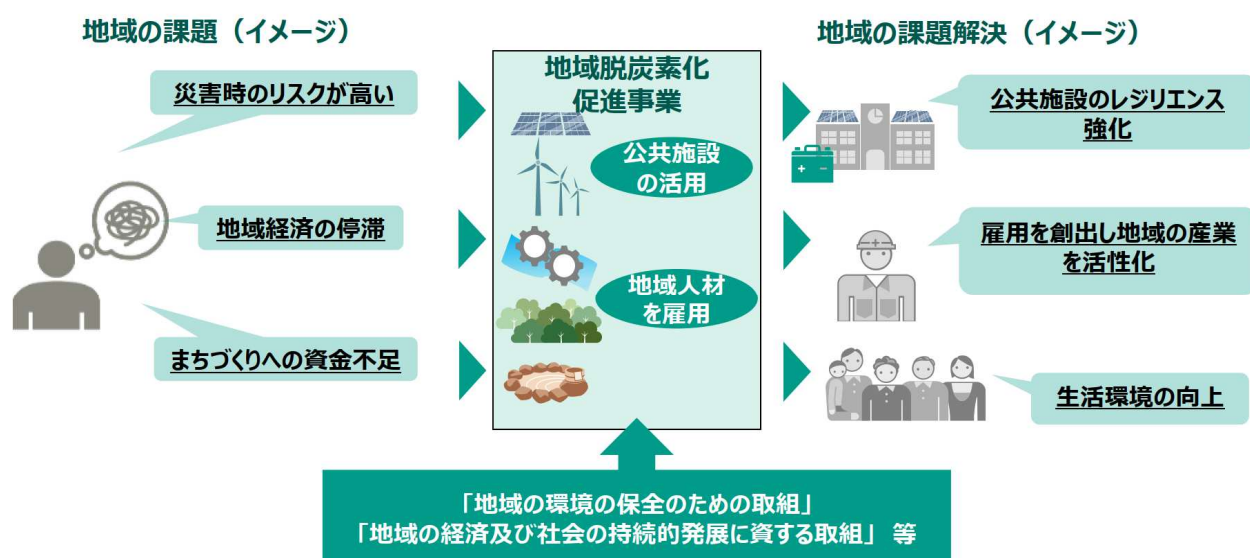 地域の課題（イメージ）
災害時のリスクが高い
地域経済の停滞
まちづくりへの資金不足
地域脱炭素化
促進事業
公共施設
の活用
地域人材
を雇用
地域の課題解決（イメージ）
公共施設のレジリエンス
強化
雇用を創出し地域の産業
を活性化
生活環境の向上
「地域の環境の保全のための取組」
「地域の経済及び社会の持続的発展に資する取組」 等